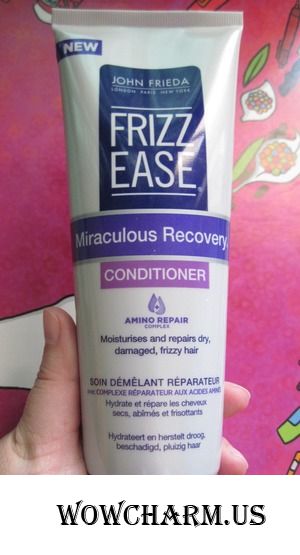 NEW
JOHN FRIEDA
LONDON PARIS NEW YORK
FRIZZ
EASE
Miraculous Recovery
CONDITIONER
AMINO REPAIR
COMPLEX
Moisturises and repairs dry,
damaged, frizzy hair
SOIN DÉMÊLANT RÉPARATEUR
AVEC COMPLEXE RÉPARATEUR AUX ACIDES AMINÉS
Hydrate et répare les cheveux
secs, abîmés et frisottants
Hydrateert en herstelt droog,
beschadigd, pluizig haar
WOWCHARM.US